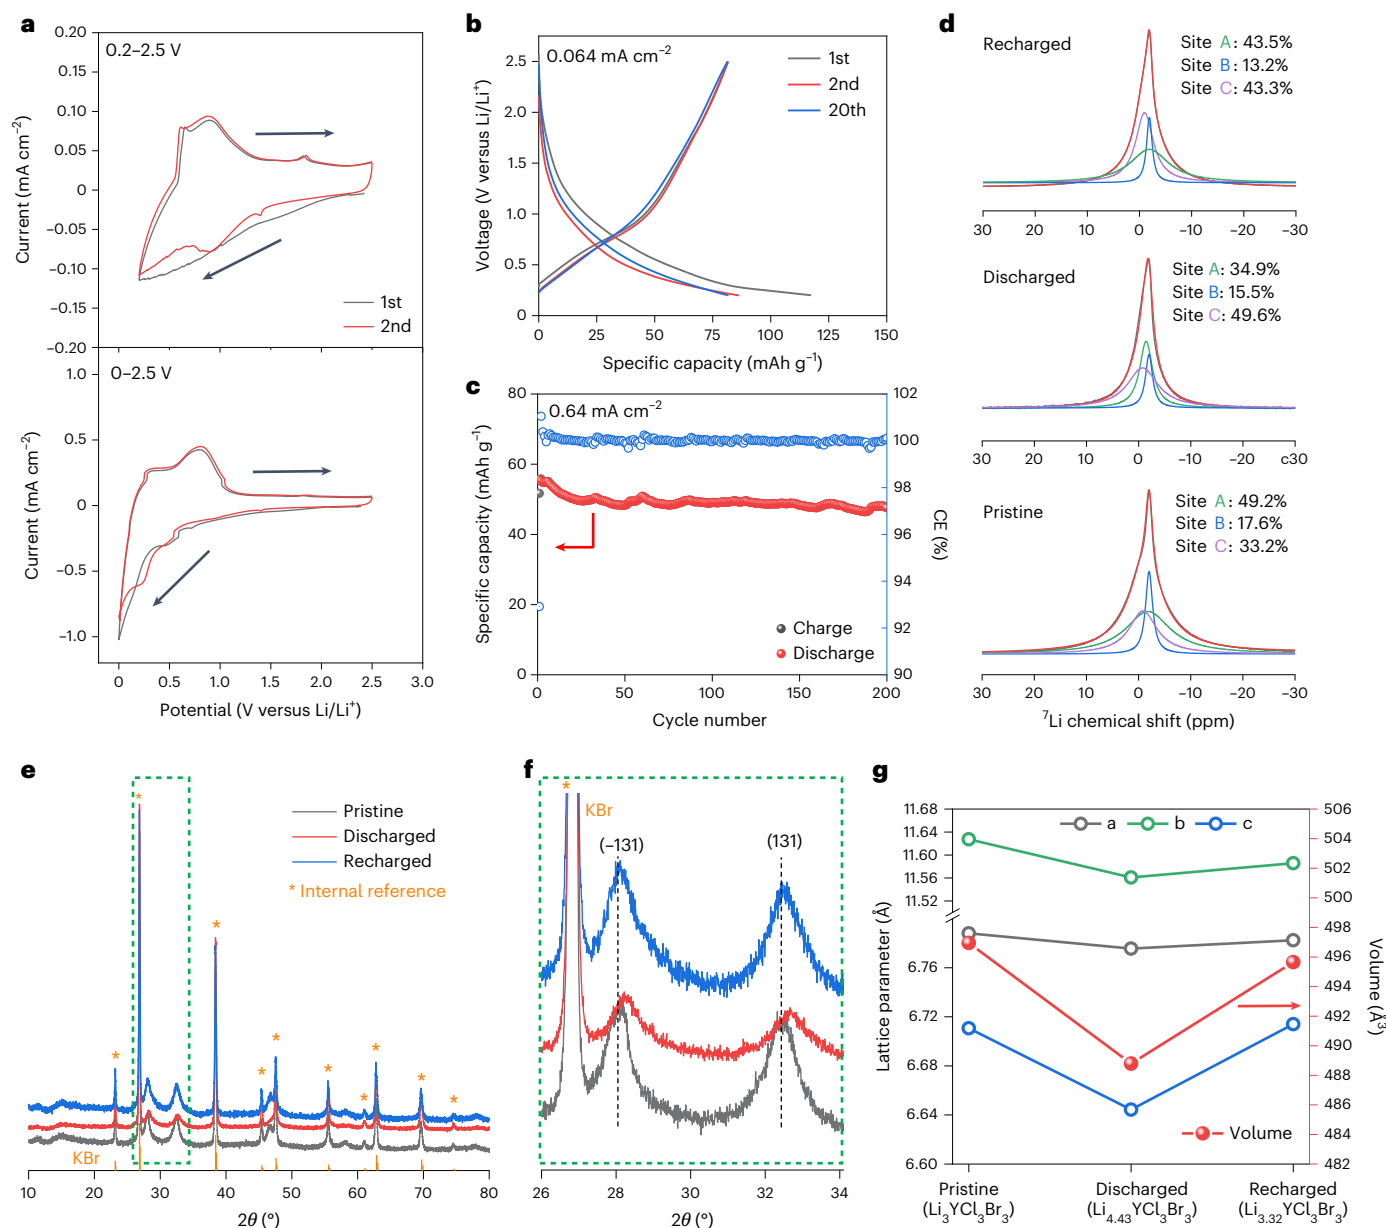 a
0.2–2.5 V
0.20
0.15
0.10
0.05
0
–0.05
–0.10
–0.15
–0.20
Current (mA cm⁻²)
1st
2nd
0–2.5 V
1.0
0.5
0
–0.5
–1.0
Current (mA cm⁻²)
0
0.5
1.0
1.5
2.0
2.5
3.0
Potential (V versus Li/Li⁺)
b
0.064 mA cm⁻²
1st
2nd
20th
2.5
2.0
1.5
1.0
0.5
0
Voltage (V versus Li/Li⁺)
0
25
50
75
100
125
150
Specific capacity (mAh g⁻¹)
c
0.64 mA cm⁻²
80
60
40
20
0
Specific capacity (mAh g⁻¹)
102
100
98
96
94
92
90
CE (%)
Charge
Discharge
0
50
100
150
200
Cycle number
d
Recharged
Site A: 43.5%
Site B: 13.2%
Site C: 43.3%
30
20
10
0
–10
–20
–30
Discharged
Site A: 34.9%
Site B: 15.5%
Site C: 49.6%
30
20
10
0
–10
–20
c30
Pristine
Site A: 49.2%
Site B: 17.6%
Site C: 33.2%
30
20
10
0
–10
–20
–30
⁷Li chemical shift (ppm)
e
Pristine
Discharged
Recharged
* Internal reference
*
*
*
*
*
*
*
*
*
*
KBr
10
20
30
40
50
60
70
80
2θ (°)
f
*
KBr
(–131)
(131)
26
28
30
32
34
2θ (°)
g
a
b
c
11.68
11.64
11.60
11.56
11.52
6.76
6.72
6.68
6.64
6.60
Lattice parameter (Å)
506
504
502
500
498
496
494
492
490
488
486
484
482
Volume (Å³)
Volume
Pristine
(Li₃YCl₃Br₃)
Discharged
(Li₄.₄₃YCl₃Br₃)
Recharged
(Li₃.₃₂YCl₃Br₃)